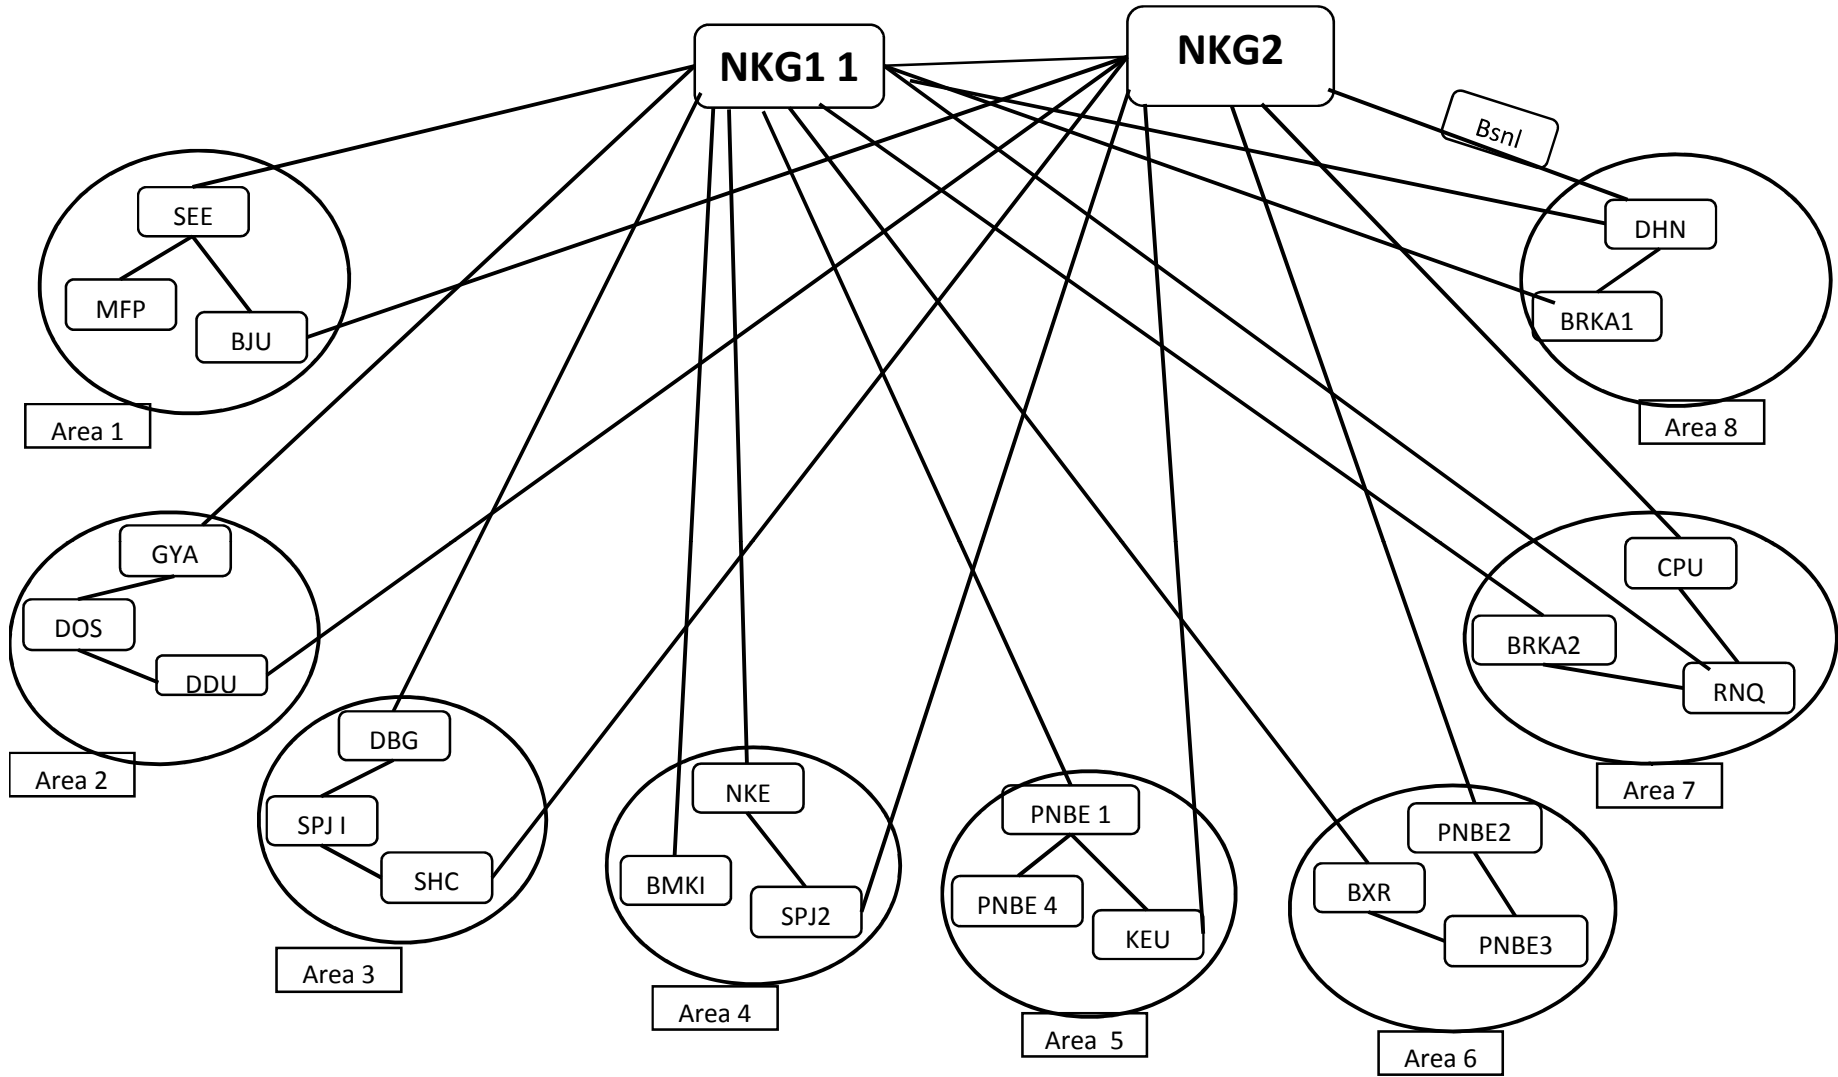 NKG1 1
NKG2
Bsnl
SEE
MFP
BJU
Area 1
DHN
BRKA1
Area 8
GYA
DOS
DDU
Area 2
CPU
BRKA2
RNQ
Area 7
DBG
SPJ I
SHC
Area 3
NKE
BMKI
SPJ2
Area 4
PNBE 1
PNBE 4
KEU
Area 5
PNBE2
BXR
PNBE3
Area 6